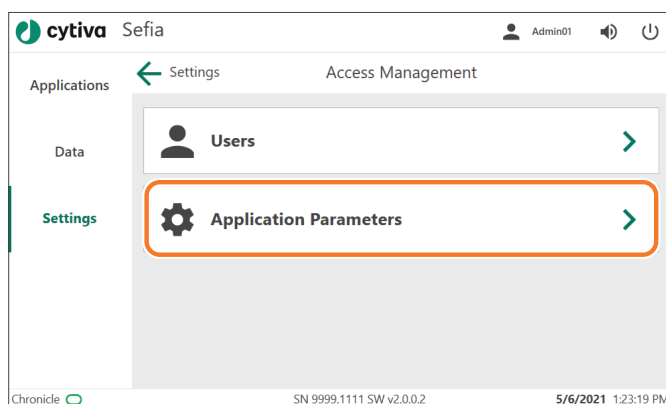 cytiva Sefia Admin01
Applications
Settings Access Management
Users
Data
Settings
Application Parameters
Chronicle SN 9999.1111 SW v2.0.0.2 5/6/2021 1:23:19 PM